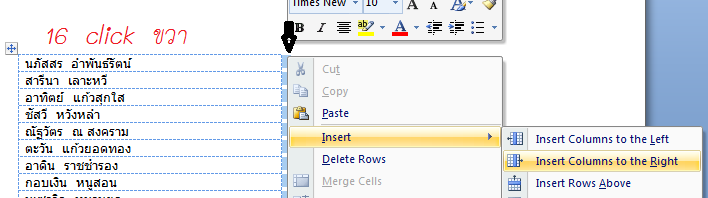 Times New 10 A A
16 click ขวา
B I ab A
นภัสสร อำพันธ์รัตน์
Cut
สารีนา เลาะหวี
Copy
อาทิตย์ แก้วสุกใส
Paste
ชัสวี หวังหล่า
Insert
Insert Columns to the Left
ณัฐวัตร ณ สงคราม
ตะวัน แก้วยอดทอง
Delete Rows
Insert Columns to the Right
อาดิน ราชชำรอง
Merge Cells
Insert Rows Above
กอบเงิน หนูสอน